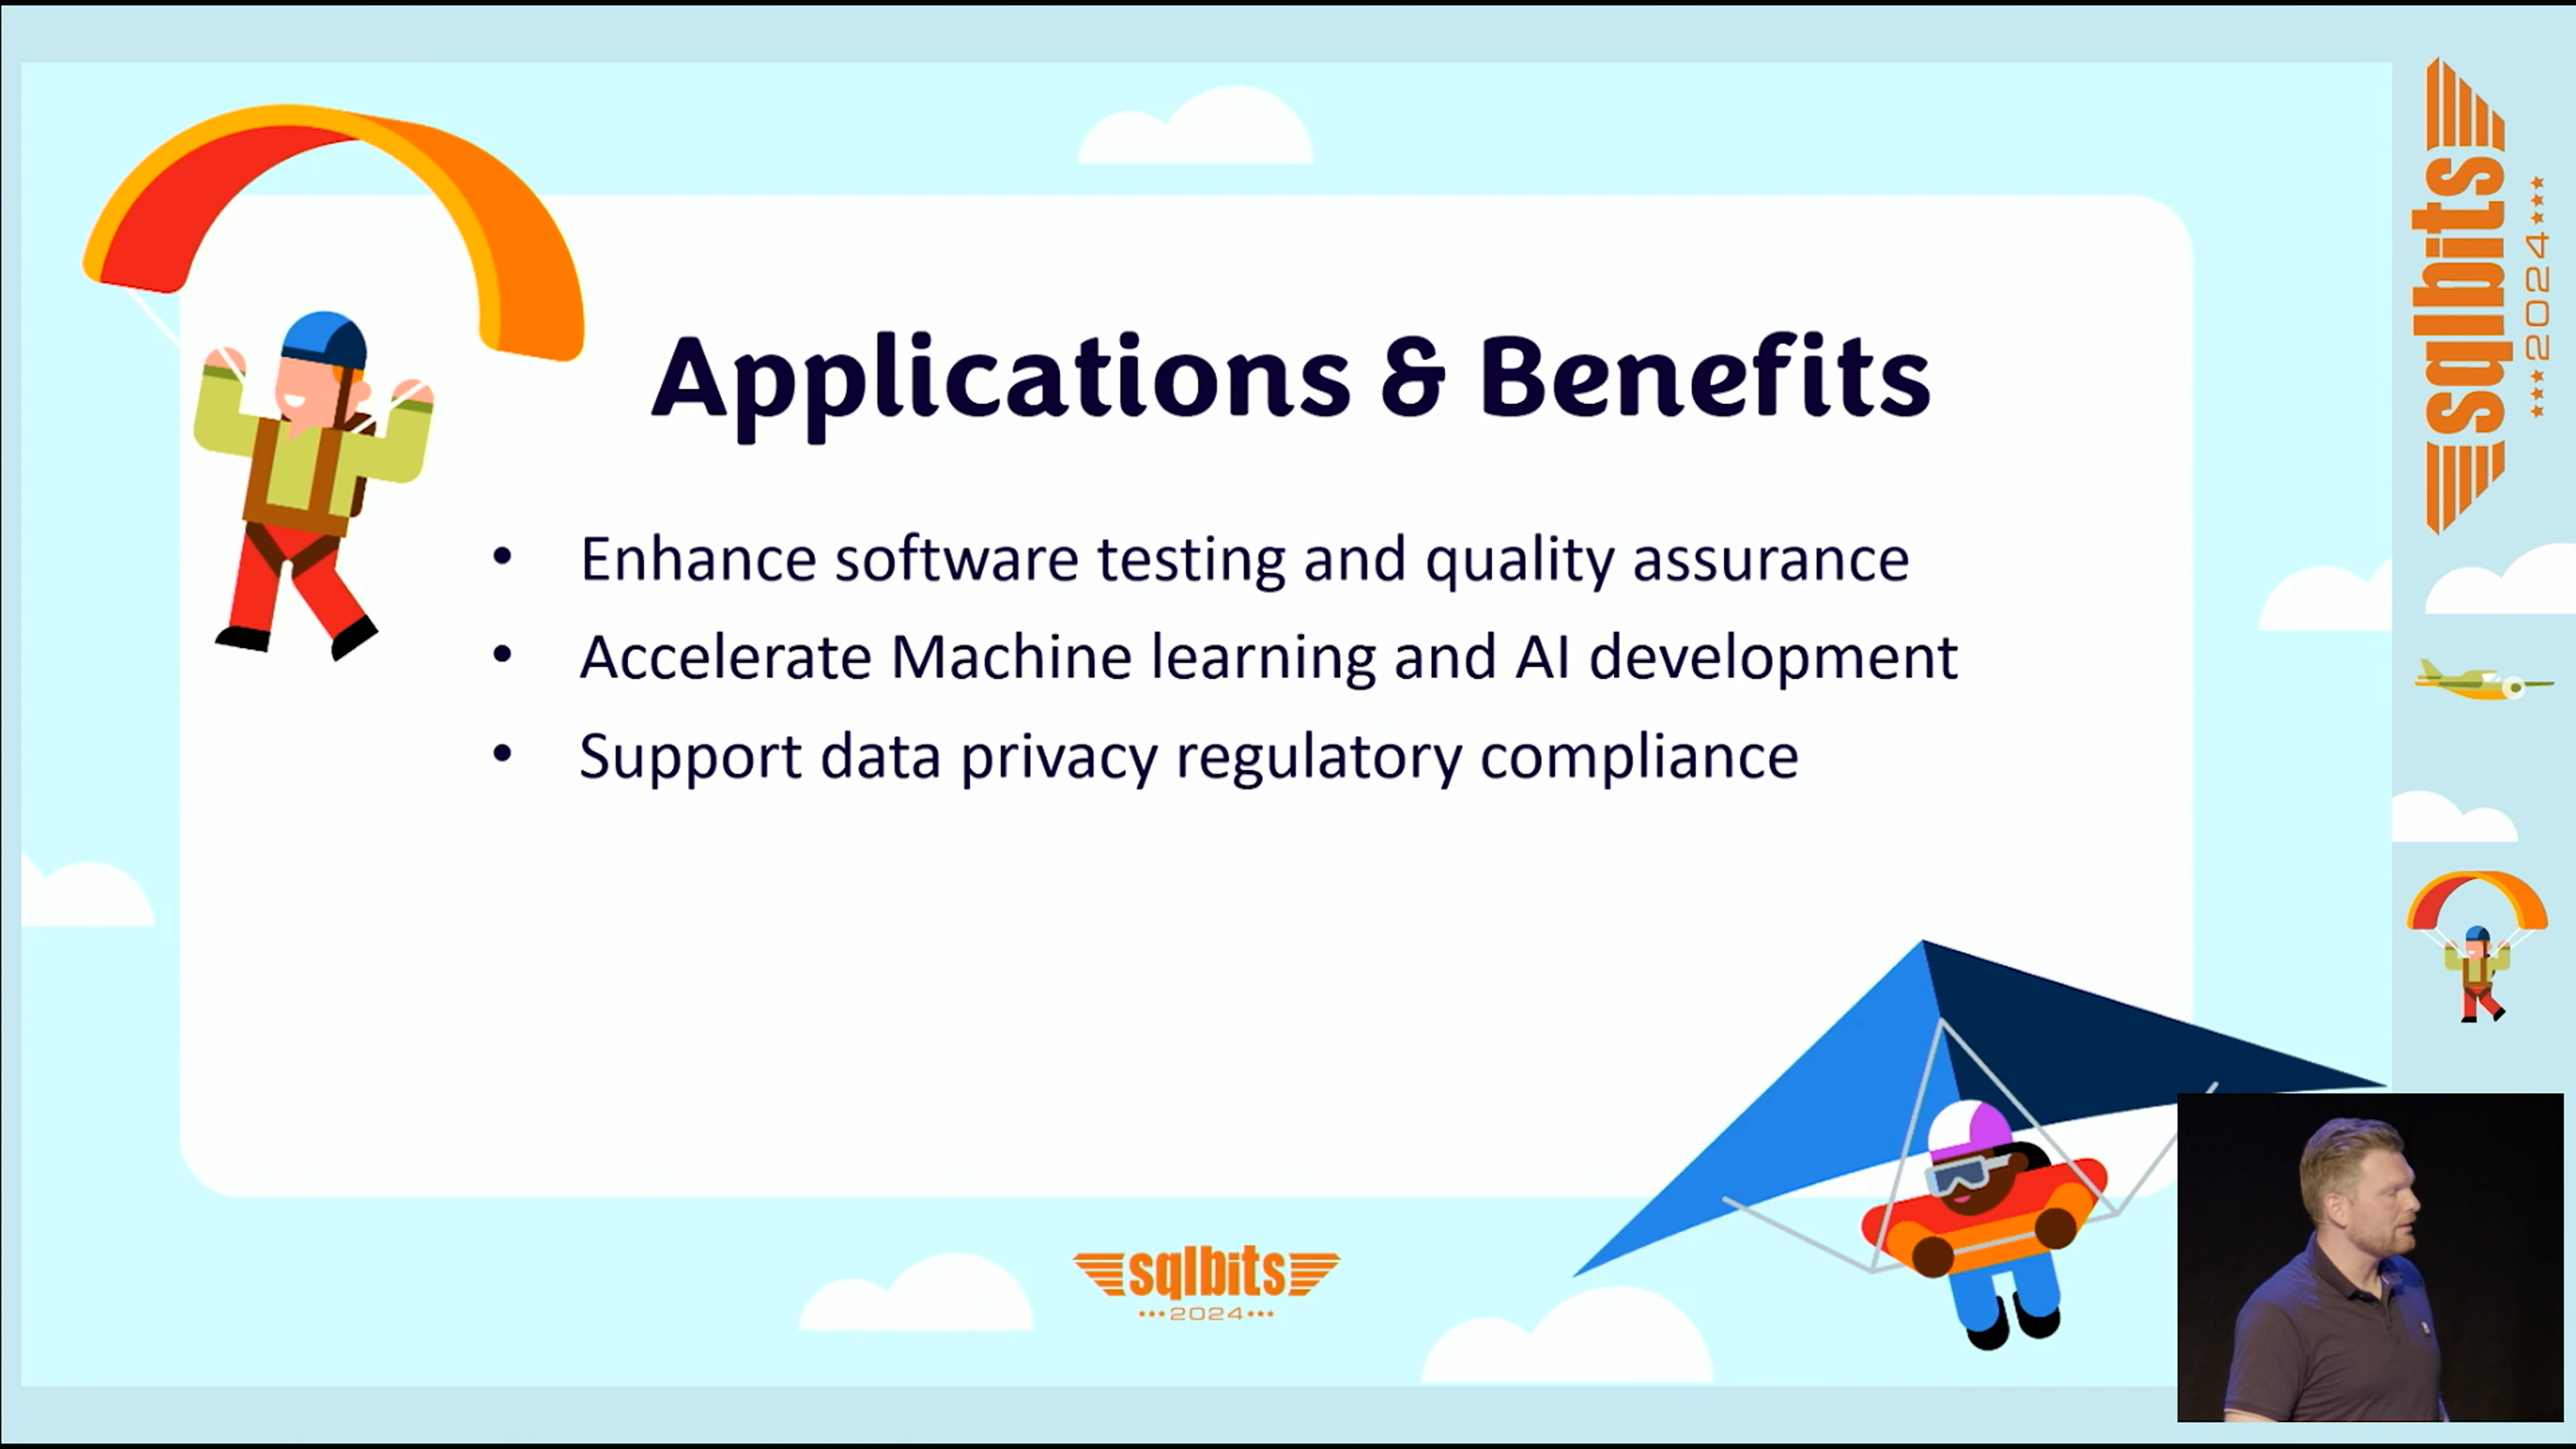 Applications & Benefits
• Enhance software testing and quality assurance
• Accelerate Machine learning and AI development
• Support data privacy regulatory compliance
sqlbits
2024
sqlbits
2024